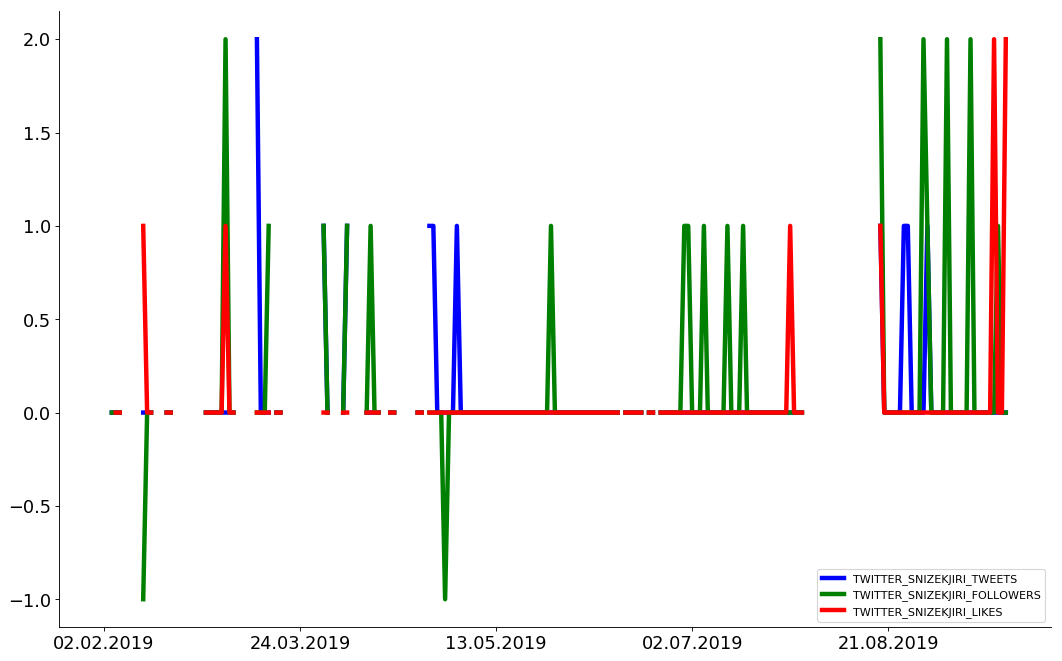 2.0
1.5
1.0
0.5
0.0
−0.5
−1.0
02.02.2019 24.03.2019 13.05.2019 02.07.2019 21.08.2019
TWITTER_SNIZEKJIRI_TWEETS
TWITTER_SNIZEKJIRI_FOLLOWERS
TWITTER_SNIZEKJIRI_LIKES